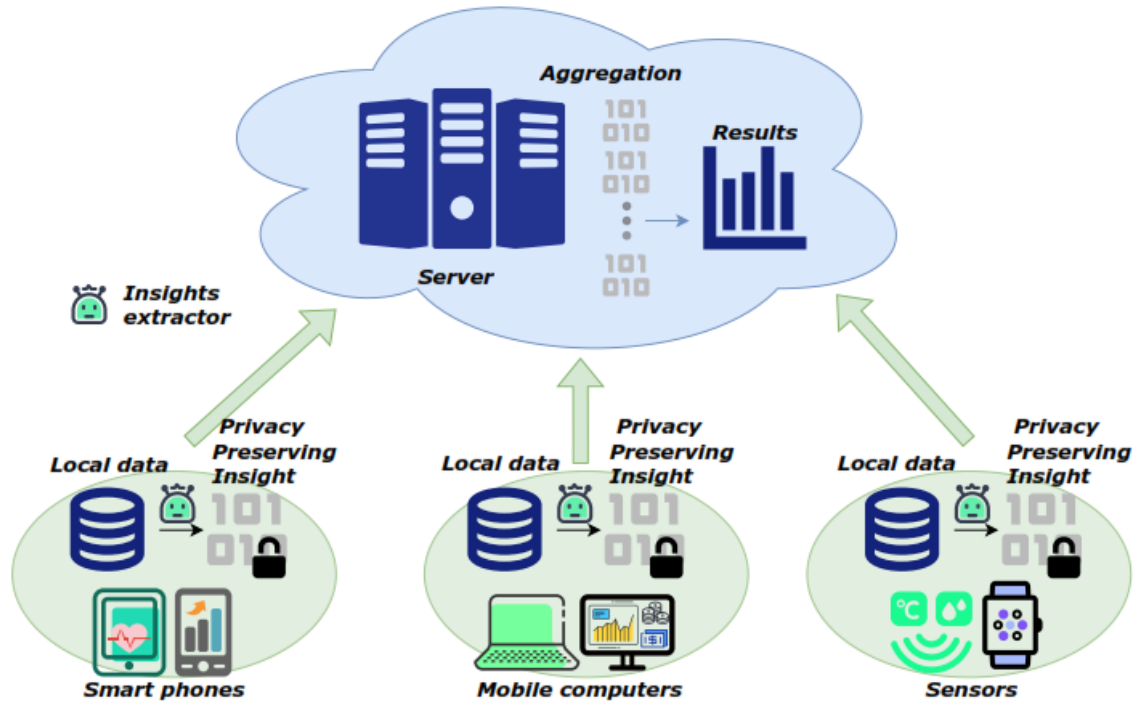 Aggregation
101
010
Results
101
010
101
010
Server
Insights
extractor
Privacy
Preserving
Insight
Local data
101
010
Smart phones
Privacy
Preserving
Insight
Local data
101
010
$
Mobile computers
Privacy
Preserving
Insight
Local data
101
010
°C
Sensors